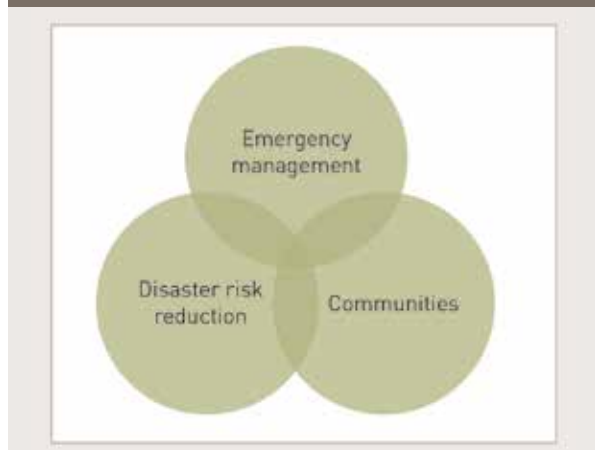 Emergency
management
Disaster risk
reduction
Communities